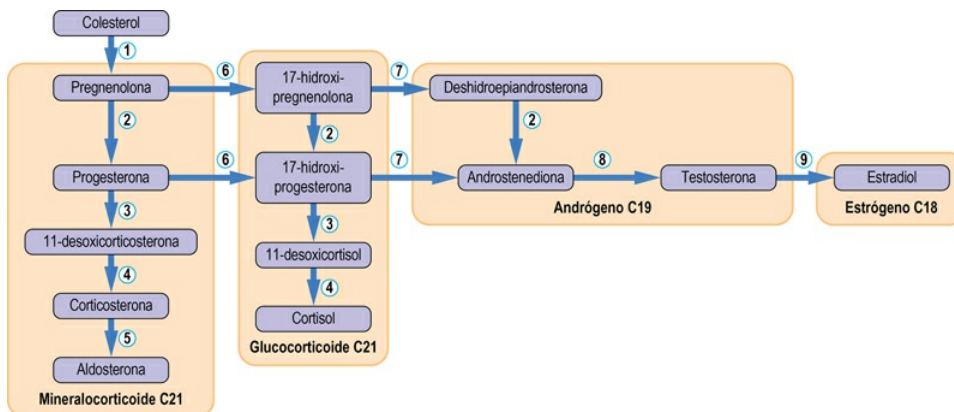 Colesterol
1
Pregnenolona
6
17-hidroxi-
pregnenolona
7
Deshidroepiandrosterona
2
2
2
Progesterona
6
17-hidroxi-
progesterona
7
Androstenediona
8
Testosterona
9
Estradiol
Andrógeno C19
Estrógeno C18
3
3
11-desoxicorticosterona
11-desoxicortisol
4
4
Corticosterona
Cortisol
5
Glucocorticoide C21
Aldosterona
Mineralocorticoide C21